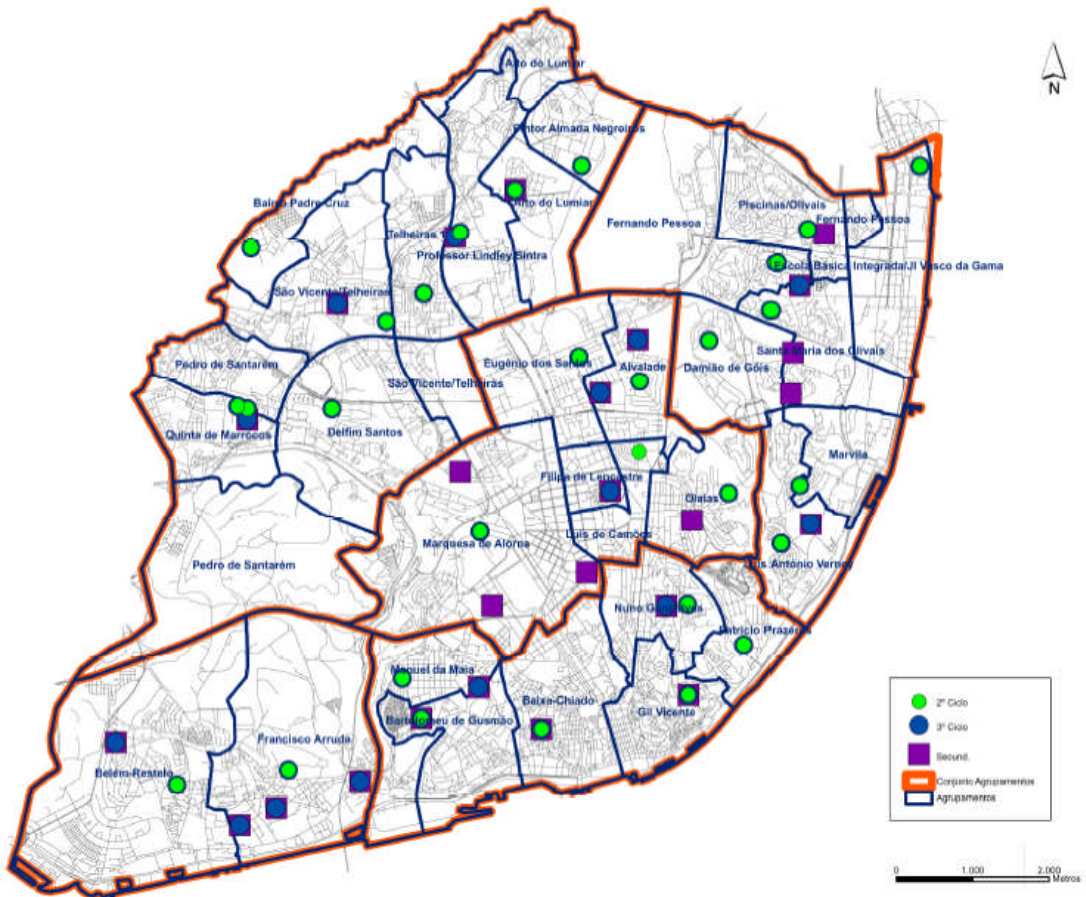 Alto do Lumiar
N
Pintor Almada Negreiros
Bairro Padre Cruz
Alto do Lumiar
Piscinas/Olivais
Fernando Pessoa
Fernando Pessoa
Telheiras
Professor Lindley Sintra
Escola Básica Integrada/JI Vasco da Gama
São Vicente/Telheiras
Santa Maria dos Olivais
Pedro de Santarém
Eugénio dos Santos
Alvalade
Damião de Góis
São Vicente/Telheiras
Quinta de Marrocos
Delfim Santos
Marvila
Filipa de Lencastre
Olaias
Luís de Camões
Marquesa de Alorna
Pedro de Santarém
Luís António Verney
Nuno Gonçalves
Patrício Prazeres
Manuel da Maia
Baixa-Chiado
Gil Vicente
Bartolomeu de Gusmão
Francisco Arruda
Belém-Restelo
2º Ciclo
3º Ciclo
Secund.
Conjunto Agrupamentos
Agrupamentos
0 1.000 2.000
Metros